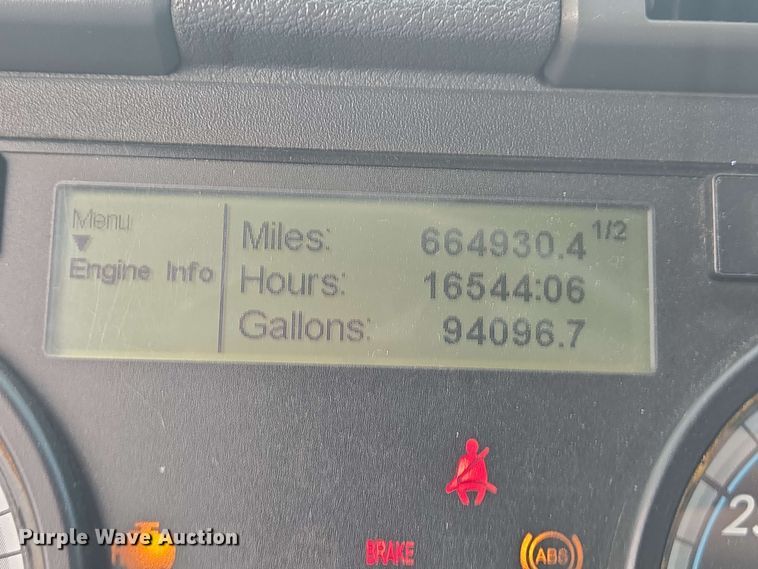 Menu
Engine Info
Miles: 664930.4 1/2
Hours: 16544:06
Gallons: 94096.7
BRAKE
ABS
Purple Wave Auction